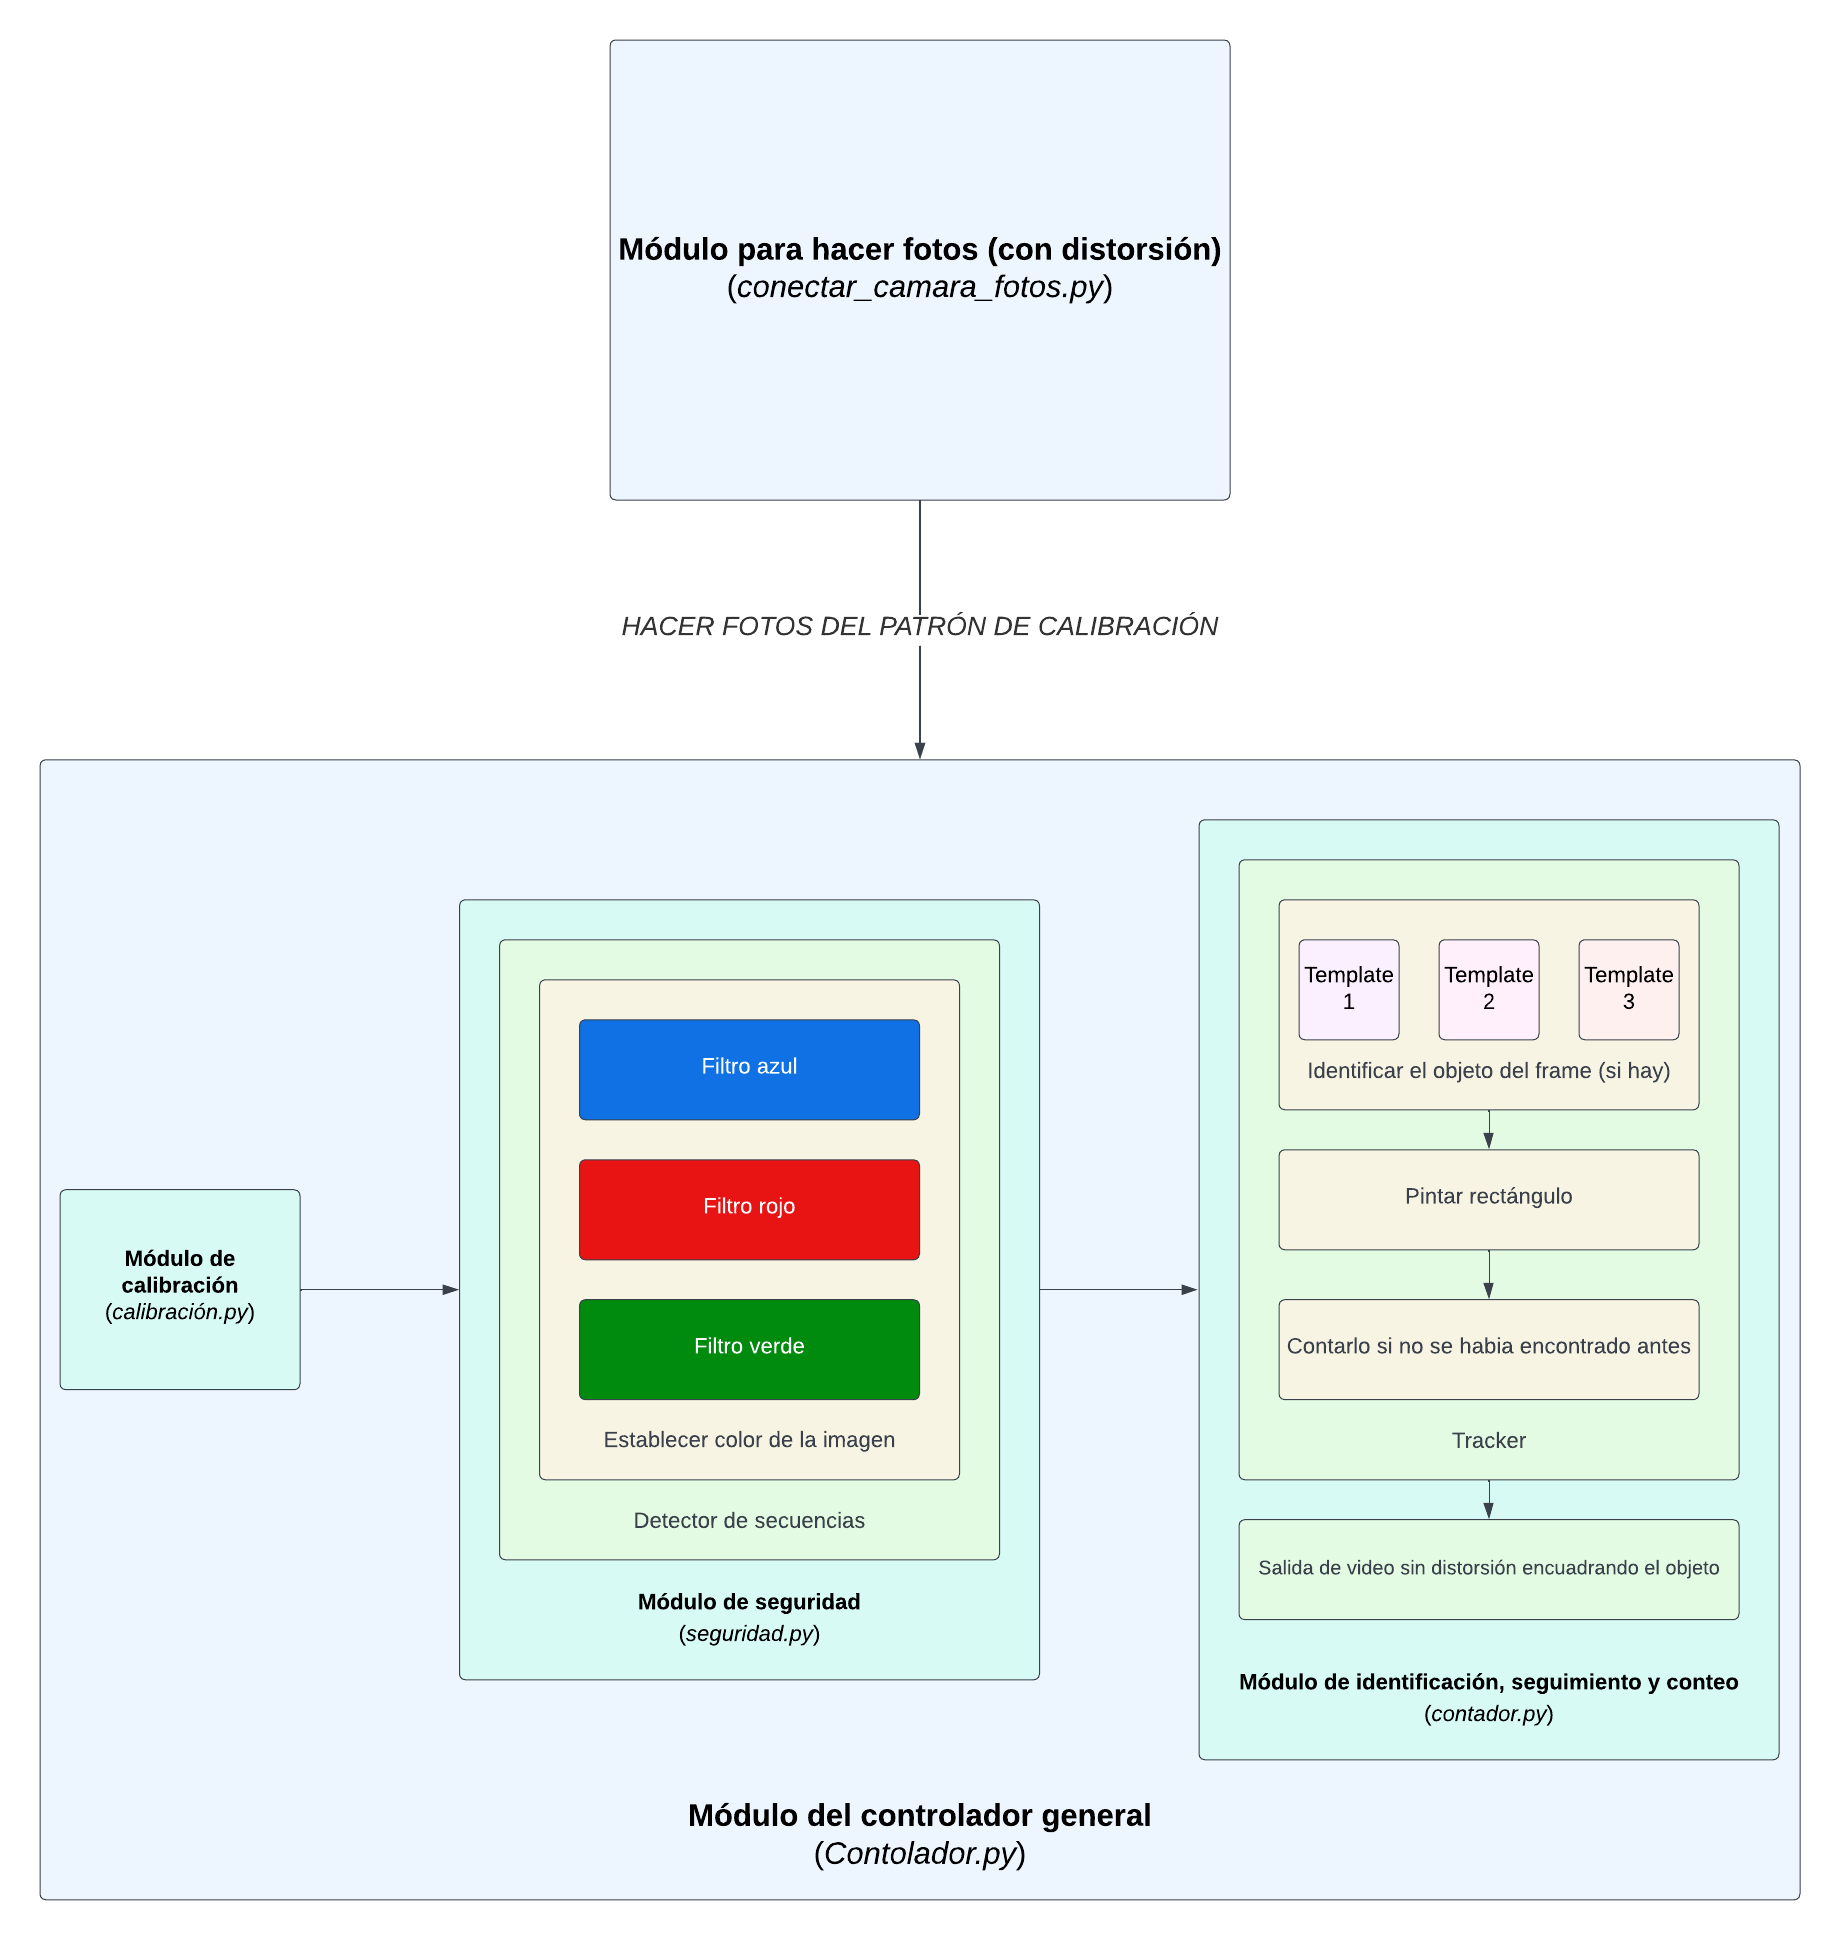 Módulo para hacer fotos (con distorsión)
(conectar_camara_fotos.py)
HACER FOTOS DEL PATRÓN DE CALIBRACIÓN
Módulo de
calibración
(calibración.py)
Filtro azul
Filtro rojo
Filtro verde
Establecer color de la imagen
Detector de secuencias
Módulo de seguridad
(seguridad.py)
Template
1
Template
2
Template
3
Identificar el objeto del frame (si hay)
Pintar rectángulo
Contarlo si no se habia encontrado antes
Tracker
Salida de video sin distorsión encuadrando el objeto
Módulo de identificación, seguimiento y conteo
(contador.py)
Módulo del controlador general
(Contolador.py)